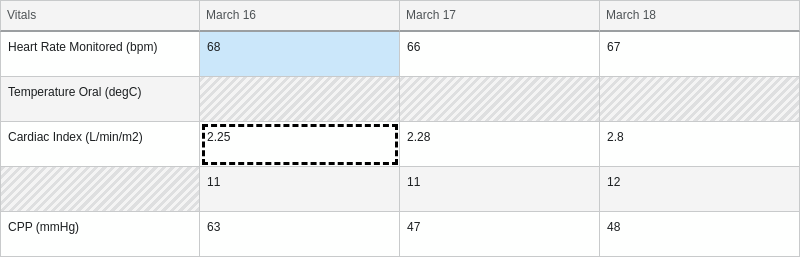 Vitals March 16 March 17 March 18
Heart Rate Monitored (bpm) 68 66 67
Temperature Oral (degC)
Cardiac Index (L/min/m2) 2.25 2.28 2.8
11 11 12
CPP (mmHg) 63 47 48